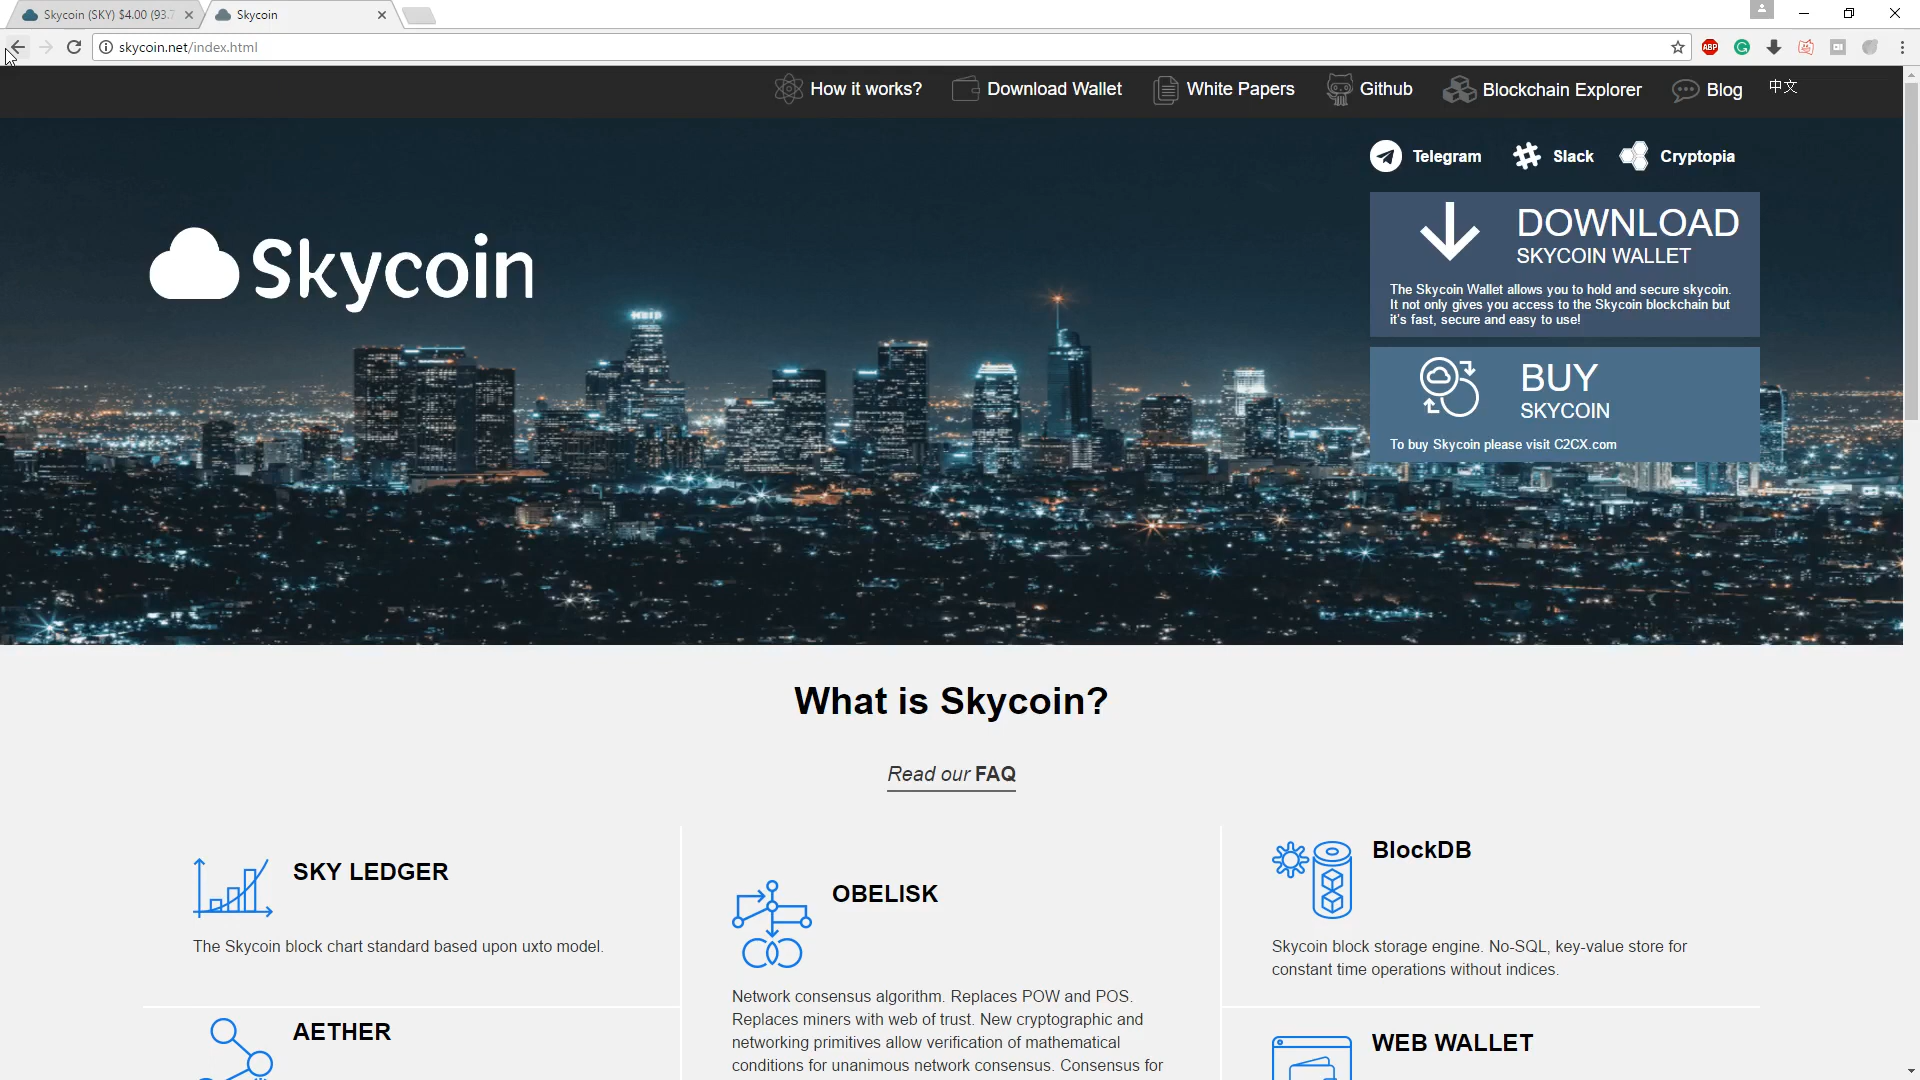 Skycoin (SKY) $4.00 (93.7
Skycoin
skycoin.net/index.html
ABP
How it works?
Download Wallet
White Papers
Github
Blockchain Explorer
Blog
中文
Telegram
Slack
Cryptopia
Skycoin
DOWNLOAD
SKYCOIN WALLET
The Skycoin Wallet allows you to hold and secure skycoin.
It not only gives you access to the Skycoin blockchain but
it's fast, secure and easy to use!
BUY
SKYCOIN
To buy Skycoin please visit C2CX.com
What is Skycoin?
Read our FAQ
SKY LEDGER
The Skycoin block chart standard based upon uxto model.
AETHER
OBELISK
Network consensus algorithm. Replaces POW and POS.
Replaces miners with web of trust. New cryptographic and
networking primitives allow verification of mathematical
conditions for unanimous network consensus. Consensus for
BlockDB
Skycoin block storage engine. No-SQL, key-value store for
constant time operations without indices.
WEB WALLET